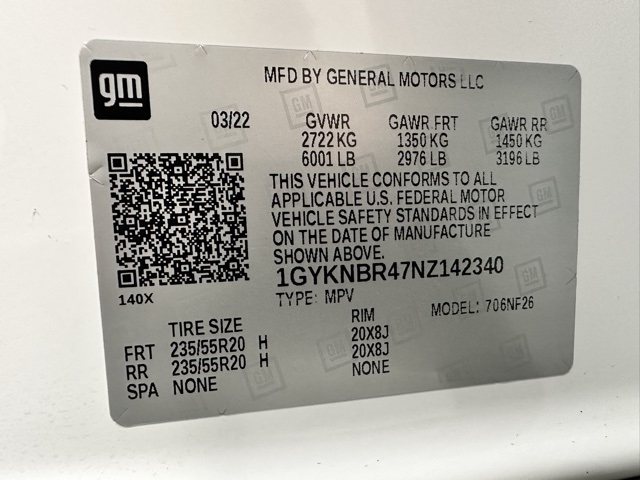 gm
MFD BY GENERAL MOTORS LLC
03/22 GVWR GAWR FRT GAWR RR
2722 KG 1350 KG 1450 KG
6001 LB 2976 LB 3196 LB
THIS VEHICLE CONFORMS TO ALL
APPLICABLE U.S. FEDERAL MOTOR
VEHICLE SAFETY STANDARDS IN EFFECT
ON THE DATE OF MANUFACTURE
SHOWN ABOVE.
1GYKNBR47NZ142340
140X
TYPE: MPV MODEL: 706NF26
TIRE SIZE RIM
FRT 235/55R20 H 20X8J
RR 235/55R20 H 20X8J
SPA NONE NONE